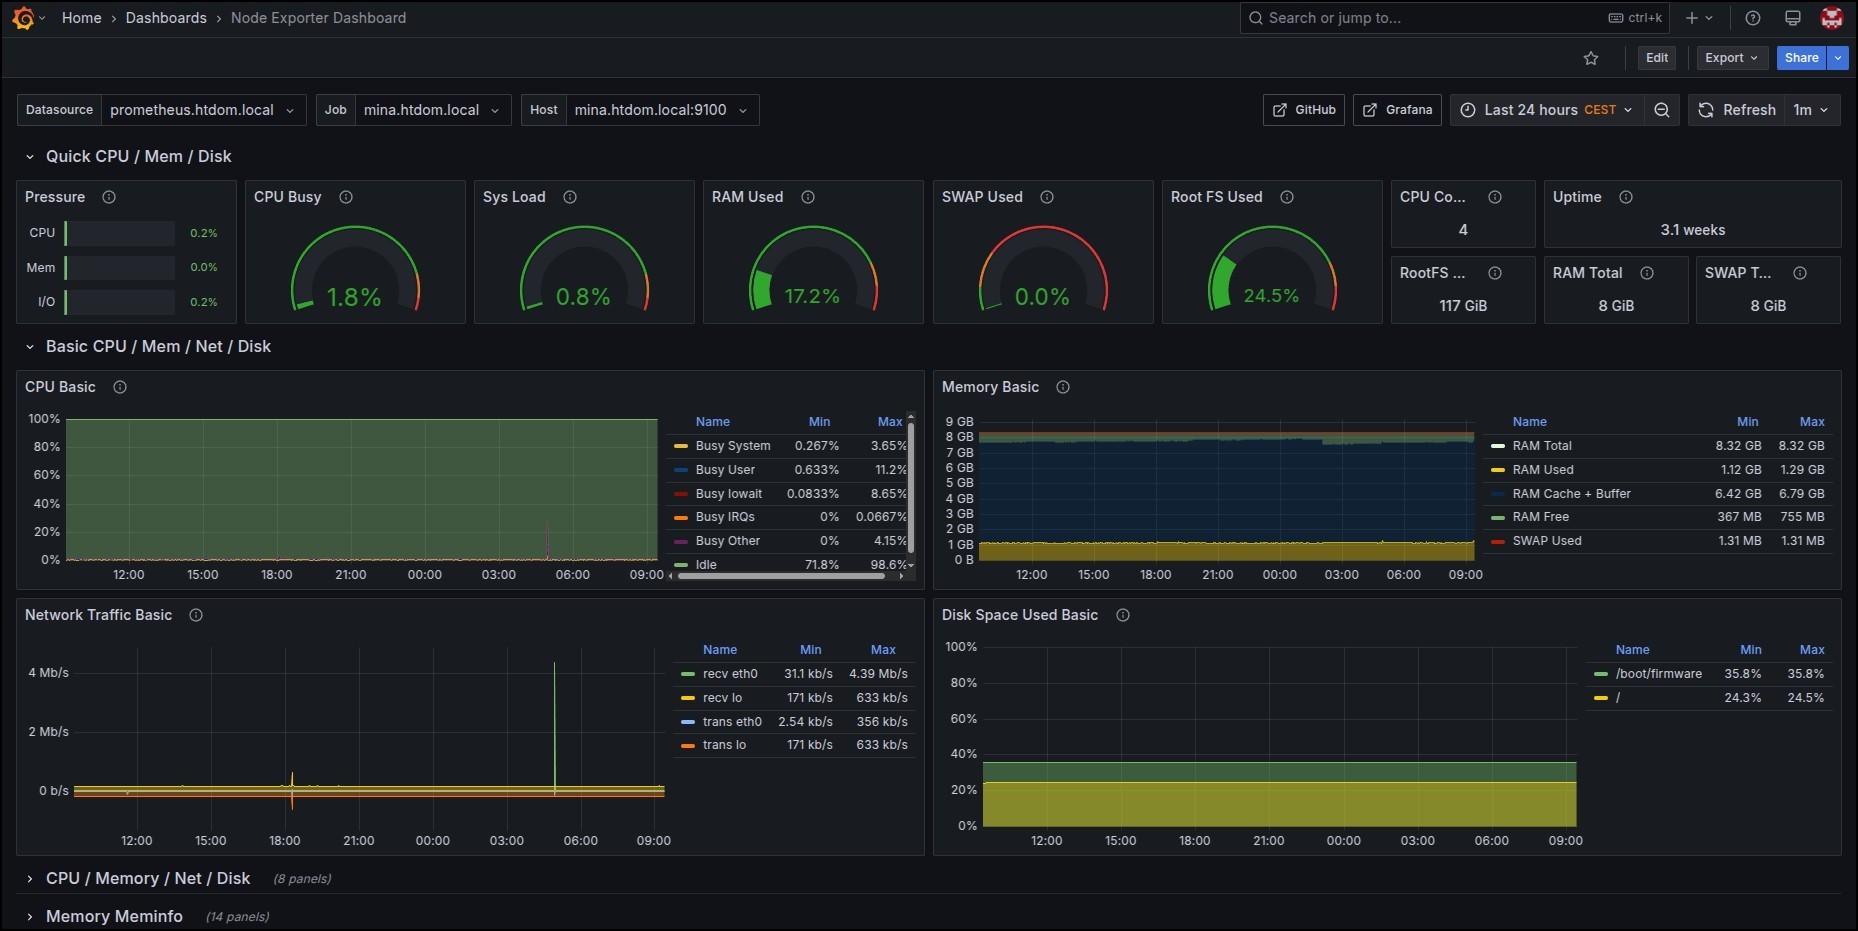 Home › Dashboards › Node Exporter Dashboard
Search or jump to... ctrl+k
Edit Export Share
Datasource prometheus.htdom.local Job mina.htdom.local Host mina.htdom.local:9100 GitHub Grafana Last 24 hours CEST Refresh 1m
Quick CPU / Mem / Disk
Pressure
CPU 0.2%
Mem 0.0%
I/O 0.2%
CPU Busy
1.8%
Sys Load
0.8%
RAM Used
17.2%
SWAP Used
0.0%
Root FS Used
24.5%
CPU Co...
4
Uptime
3.1 weeks
RootFS ...
117 GiB
RAM Total
8 GiB
SWAP T...
8 GiB
Basic CPU / Mem / Net / Disk
CPU Basic
100%
80%
60%
40%
20%
0%
12:00 15:00 18:00 21:00 00:00 03:00 06:00 09:00
Name Min Max
Busy System 0.267% 3.65%
Busy User 0.633% 11.2%
Busy Iowait 0.0833% 8.65%
Busy IRQs 0% 0.0667%
Busy Other 0% 4.15%
Idle 71.8% 98.6%
Memory Basic
9 GB
8 GB
7 GB
6 GB
5 GB
4 GB
3 GB
2 GB
1 GB
0 B
12:00 15:00 18:00 21:00 00:00 03:00 06:00 09:00
Name Min Max
RAM Total 8.32 GB 8.32 GB
RAM Used 1.12 GB 1.29 GB
RAM Cache + Buffer 6.42 GB 6.79 GB
RAM Free 367 MB 755 MB
SWAP Used 1.31 MB 1.31 MB
Network Traffic Basic
4 Mb/s
2 Mb/s
0 b/s
12:00 15:00 18:00 21:00 00:00 03:00 06:00 09:00
Name Min Max
recv eth0 31.1 kb/s 4.39 Mb/s
recv lo 171 kb/s 633 kb/s
trans eth0 2.54 kb/s 356 kb/s
trans lo 171 kb/s 633 kb/s
Disk Space Used Basic
100%
80%
60%
40%
20%
0%
12:00 15:00 18:00 21:00 00:00 03:00 06:00 09:00
Name Min Max
/boot/firmware 35.8% 35.8%
/ 24.3% 24.5%
CPU / Memory / Net / Disk (8 panels)
Memory Meminfo (14 panels)